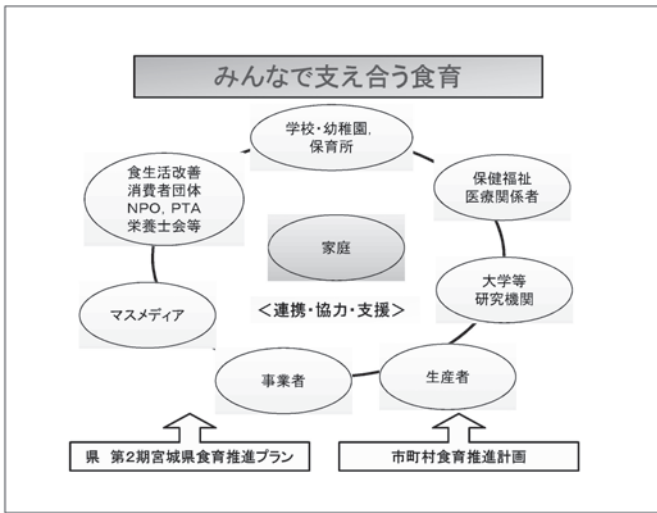 みんなで支え合う食育
学校・幼稚園,
保育所
食生活改善
消費者団体
NPO, PTA
栄養士会等
保健福祉
医療関係者
家庭
大学等
研究機関
マスメディア
＜連携・協力・支援＞
事業者
生産者
県 第2期宮城県食育推進プラン
市町村食育推進計画